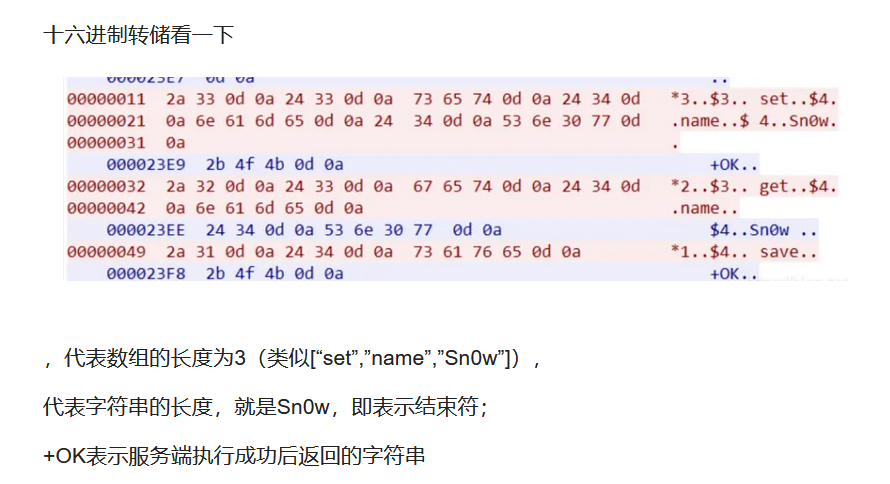 十六进制转储看一下
000023E7 0d 0a ..
00000011 2a 33 0d 0a 24 33 0d 0a 73 65 74 0d 0a 24 34 0d *3..$3.. set..$4.
00000021 0a 6e 61 6d 65 0d 0a 24 34 0d 0a 53 6e 30 77 0d .name..$ 4..Sn0w.
00000031 0a .
000023E9 2b 4f 4b 0d 0a +OK..
00000032 2a 32 0d 0a 24 33 0d 0a 67 65 74 0d 0a 24 34 0d *2..$3.. get..$4.
00000042 0a 6e 61 6d 65 0d 0a .name..
000023EE 24 34 0d 0a 53 6e 30 77 0d 0a $4..Sn0w ..
00000049 2a 31 0d 0a 24 34 0d 0a 73 61 76 65 0d 0a *1..$4.. save..
000023F8 2b 4f 4b 0d 0a +OK..
，代表数组的长度为3（类似[“set”,”name”,”Sn0w”]），
代表字符串的长度，就是Sn0w，即表示结束符；
+OK表示服务端执行成功后返回的字符串